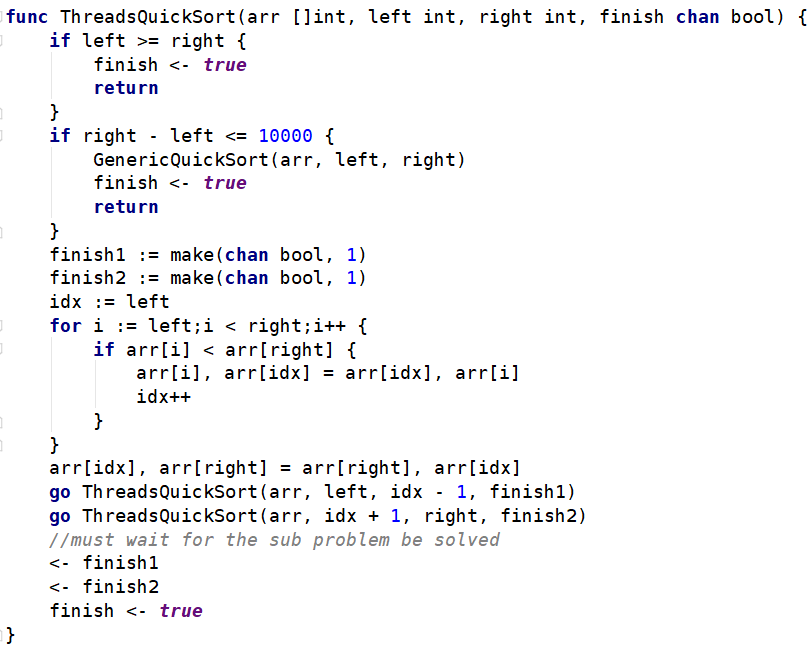 func ThreadsQuickSort(arr []int, left int, right int, finish chan bool) {
    if left >= right {
        finish <- true
        return
    }
    if right - left <= 10000 {
        GenericQuickSort(arr, left, right)
        finish <- true
        return
    }
    finish1 := make(chan bool, 1)
    finish2 := make(chan bool, 1)
    idx := left
    for i := left;i < right;i++ {
        if arr[i] < arr[right] {
            arr[i], arr[idx] = arr[idx], arr[i]
            idx++
        }
    }
    arr[idx], arr[right] = arr[right], arr[idx]
    go ThreadsQuickSort(arr, left, idx - 1, finish1)
    go ThreadsQuickSort(arr, idx + 1, right, finish2)
    //must wait for the sub problem be solved
    <- finish1
    <- finish2
    finish <- true
}